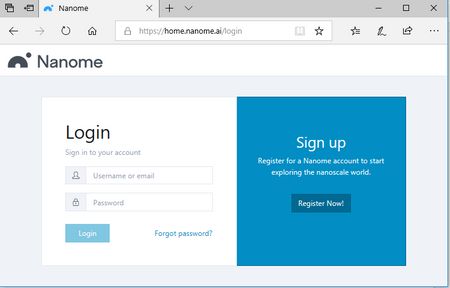 Nanome
https://home.nanome.ai/login
Nanome
Login
Sign in to your account
Username or email
Password
Login
Forgot password?
Sign up
Register for a Nanome account to start
exploring the nanoscale world.
Register Now!